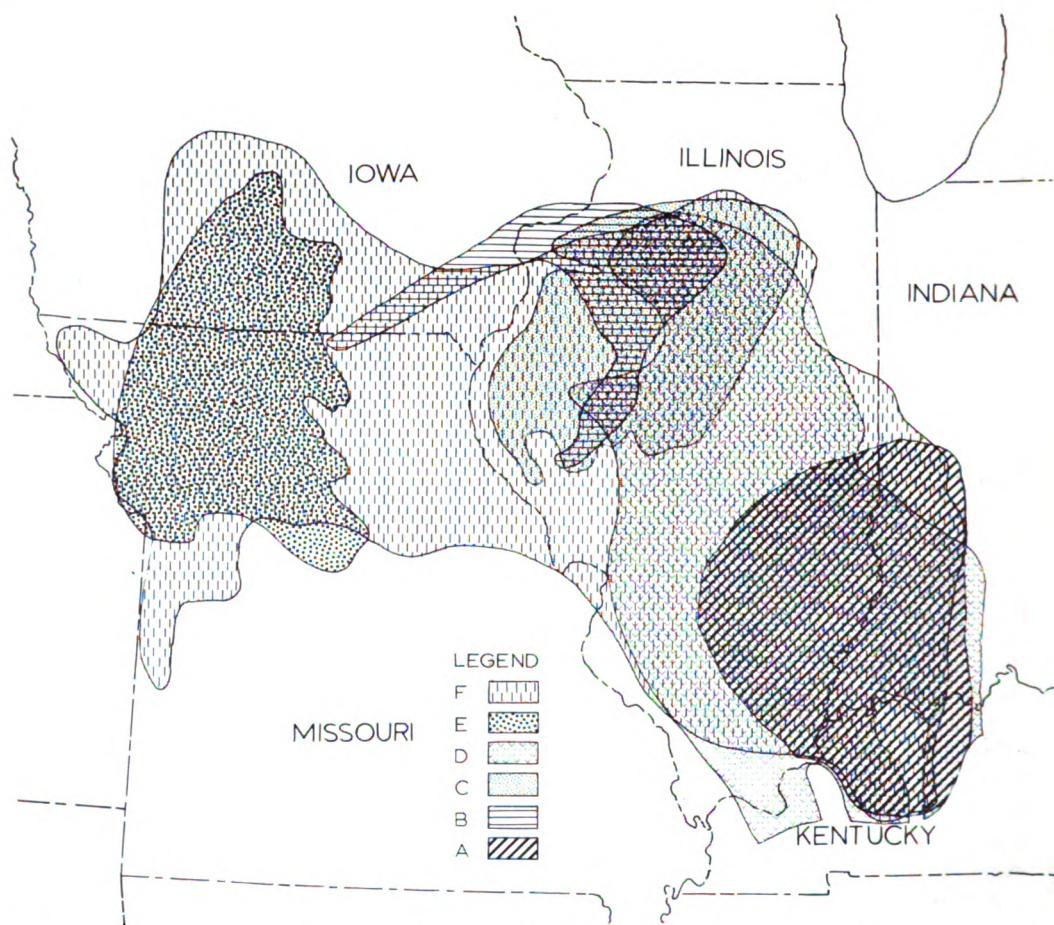 IOWA
ILLINOIS
INDIANA
LEGEND
F
E
D
C
B
A
MISSOURI
KENTUCKY